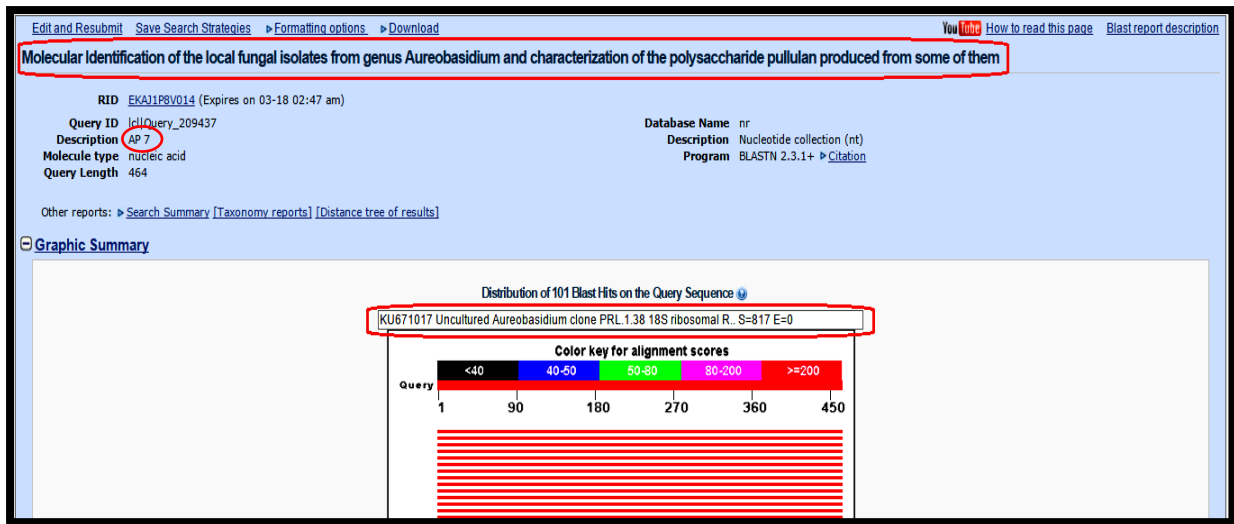 Edit and Resubmit Save Search Strategies ▶Formatting options ▶Download YouTube How to read this page Blast report description
Molecular Identification of the local fungal isolates from genus Aureobasidium and characterization of the polysaccharide pullulan produced from some of them
RID EKAJ1P8V014 (Expires on 03-18 02:47 am)
Query ID lcl|Query_209437
Description AP 7
Molecule type nucleic acid
Query Length 464
Database Name nr
Description Nucleotide collection (nt)
Program BLASTN 2.3.1+ ▶Citation
Other reports: ▶Search Summary [Taxonomy reports] [Distance tree of results]
Graphic Summary
Distribution of 101 Blast Hits on the Query Sequence
KU671017 Uncultured Aureobasidium clone PRL.1.38 18S ribosomal R.. S=817 E=0
Color key for alignment scores
<40 40-50 50-80 80-200 >=200
Query
1 90 180 270 360 450